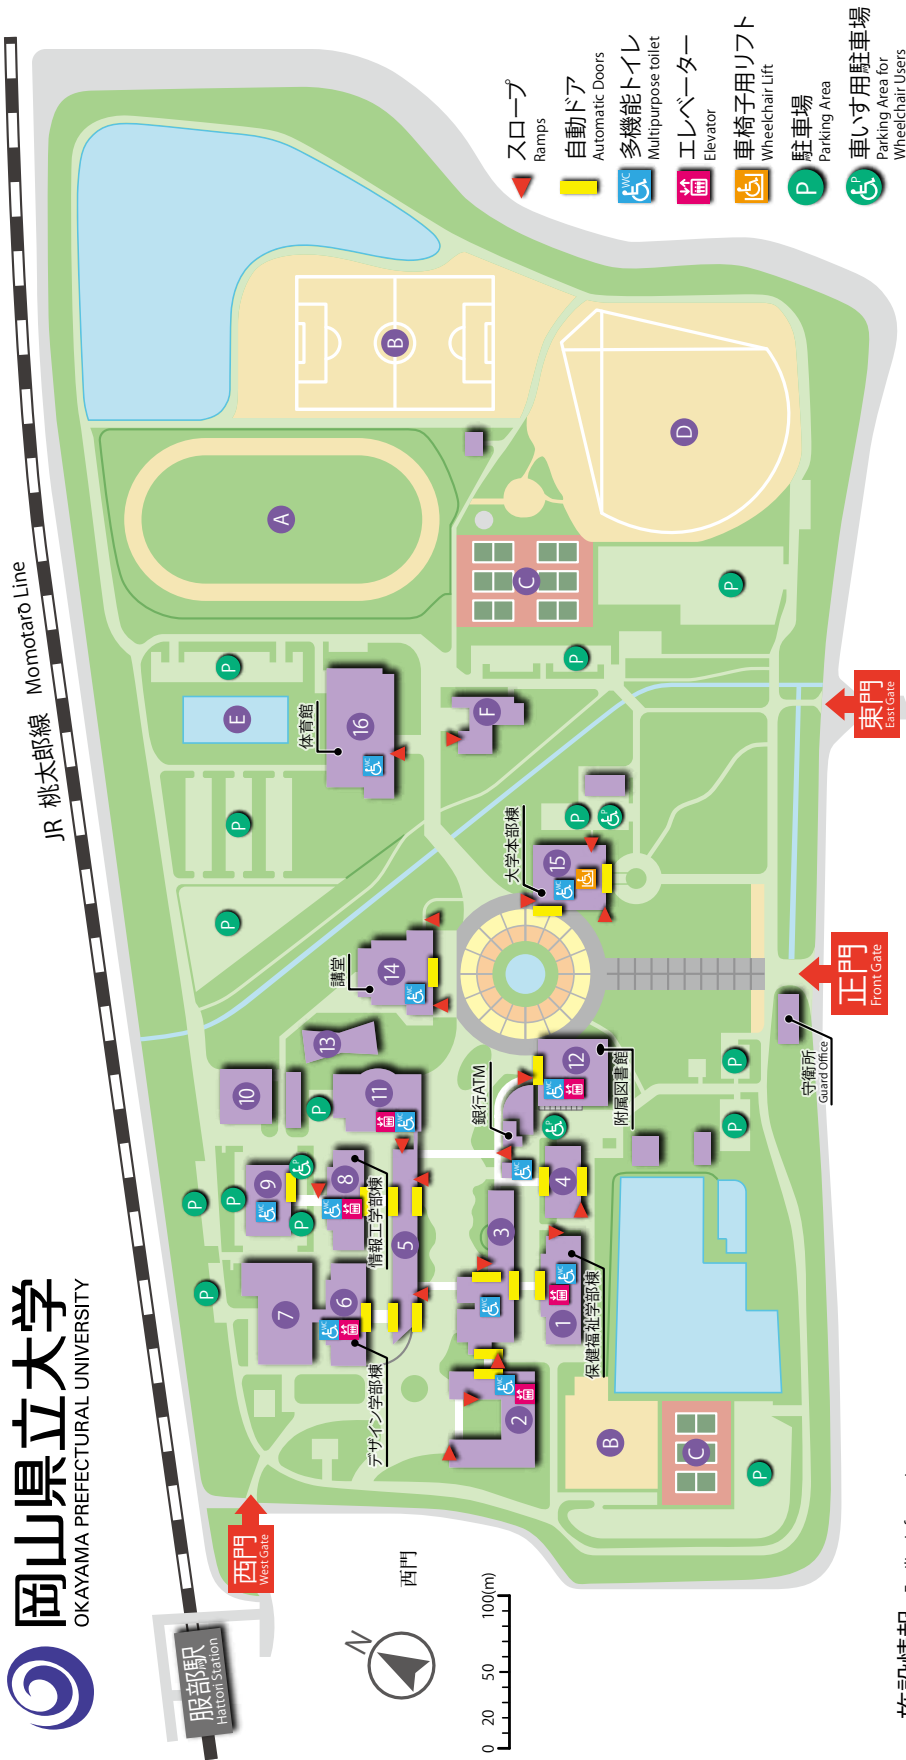 岡山県立大学
OKAYAMA PREFECTURAL UNIVERSITY
JR 桃太郎線 Momotaro Line
服部駅
Hattori Station
西門
West Gate
西門
N
0 20 50 100(m)
スロープ
Ramps
自動ドア
Automatic Doors
WC
多機能トイレ
Multipurpose toilet
エレベーター
Elevator
車椅子用リフト
Wheelchair Lift
P
駐車場
Parking Area
P
車いす用駐車場
Parking Area for
Wheelchair Users
A
B
C
D
E
F
16
体育館
15
大学本部棟
14
講堂
13
12
附属図書館
11
10
9
8
情報工学部棟
7
6
デザイン学部棟
5
4
3
2
1
保健福祉学部棟
銀行ATM
B
C
守衛所
Guard Office
正門
Front Gate
東門
East Gate